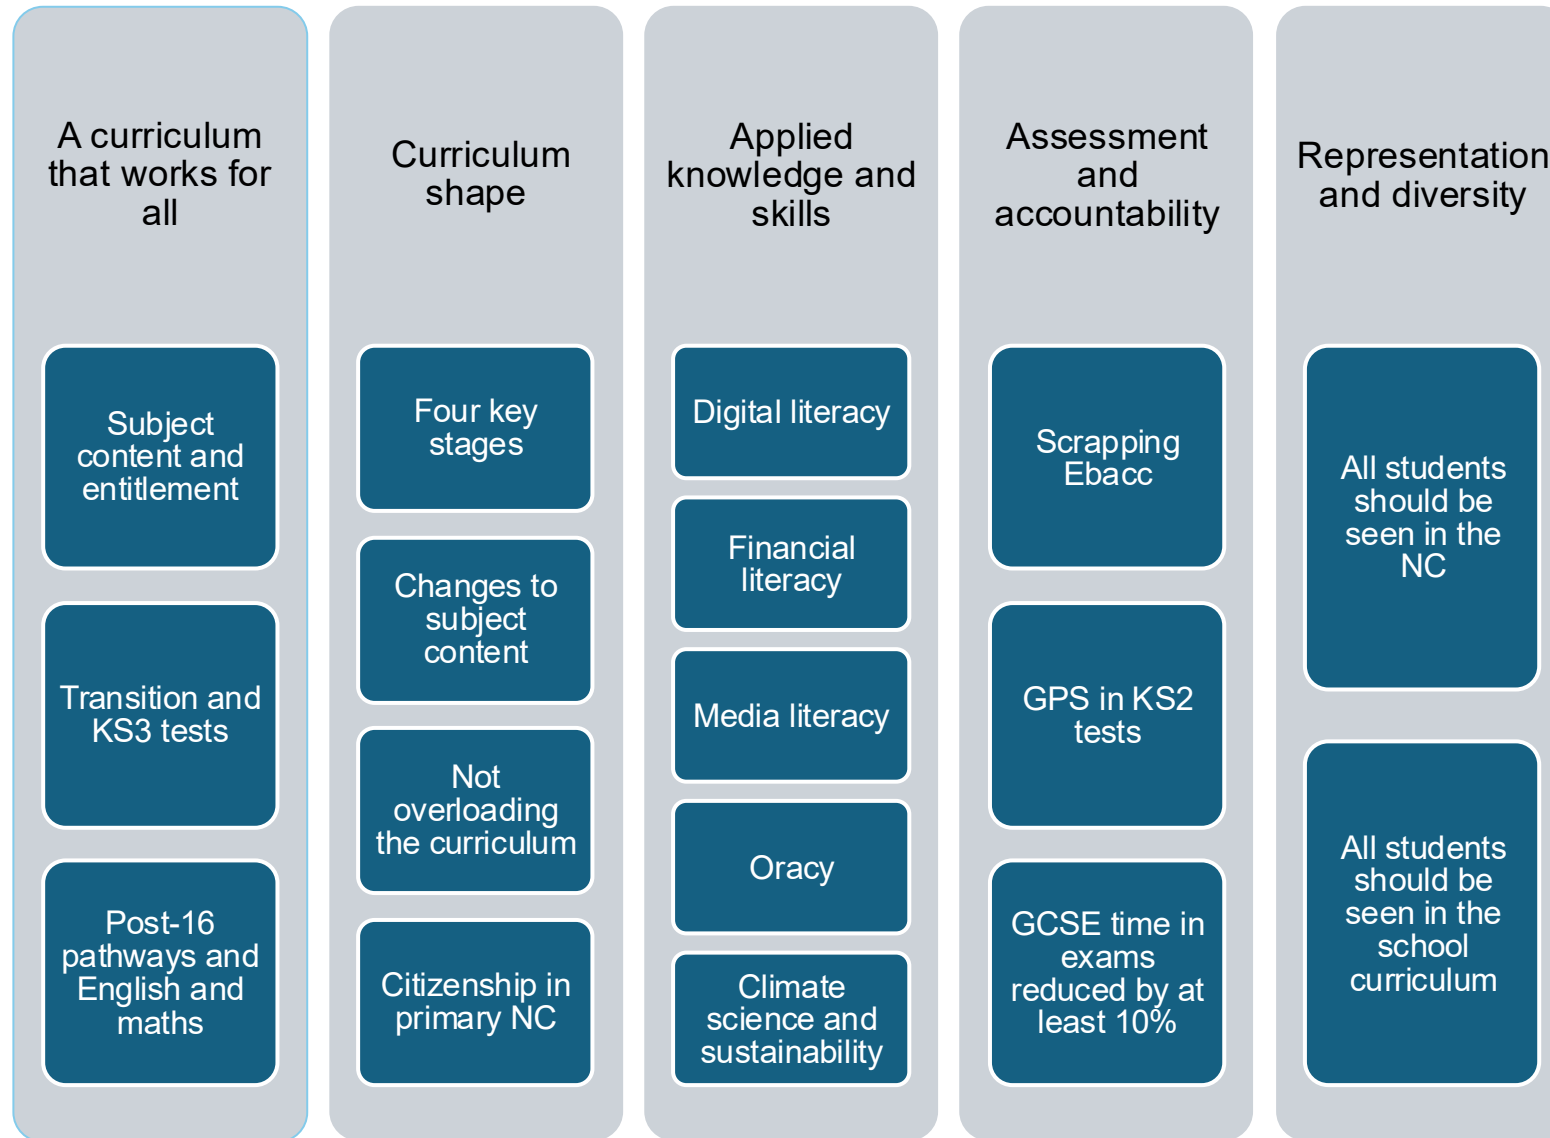 A curriculum
that works for
all
Subject
content and
entitlement
Transition and
KS3 tests
Post-16
pathways and
English and
maths
Curriculum
shape
Four key
stages
Changes to
subject
content
Not
overloading
the curriculum
Citizenship in
primary NC
Applied
knowledge and
skills
Digital literacy
Financial
literacy
Media literacy
Oracy
Climate
science and
sustainability
Assessment
and
accountability
Scrapping
Ebacc
GPS in KS2
tests
GCSE time in
exams
reduced by at
least 10%
Representation
and diversity
All students
should be
seen in the
NC
All students
should be
seen in the
school
curriculum